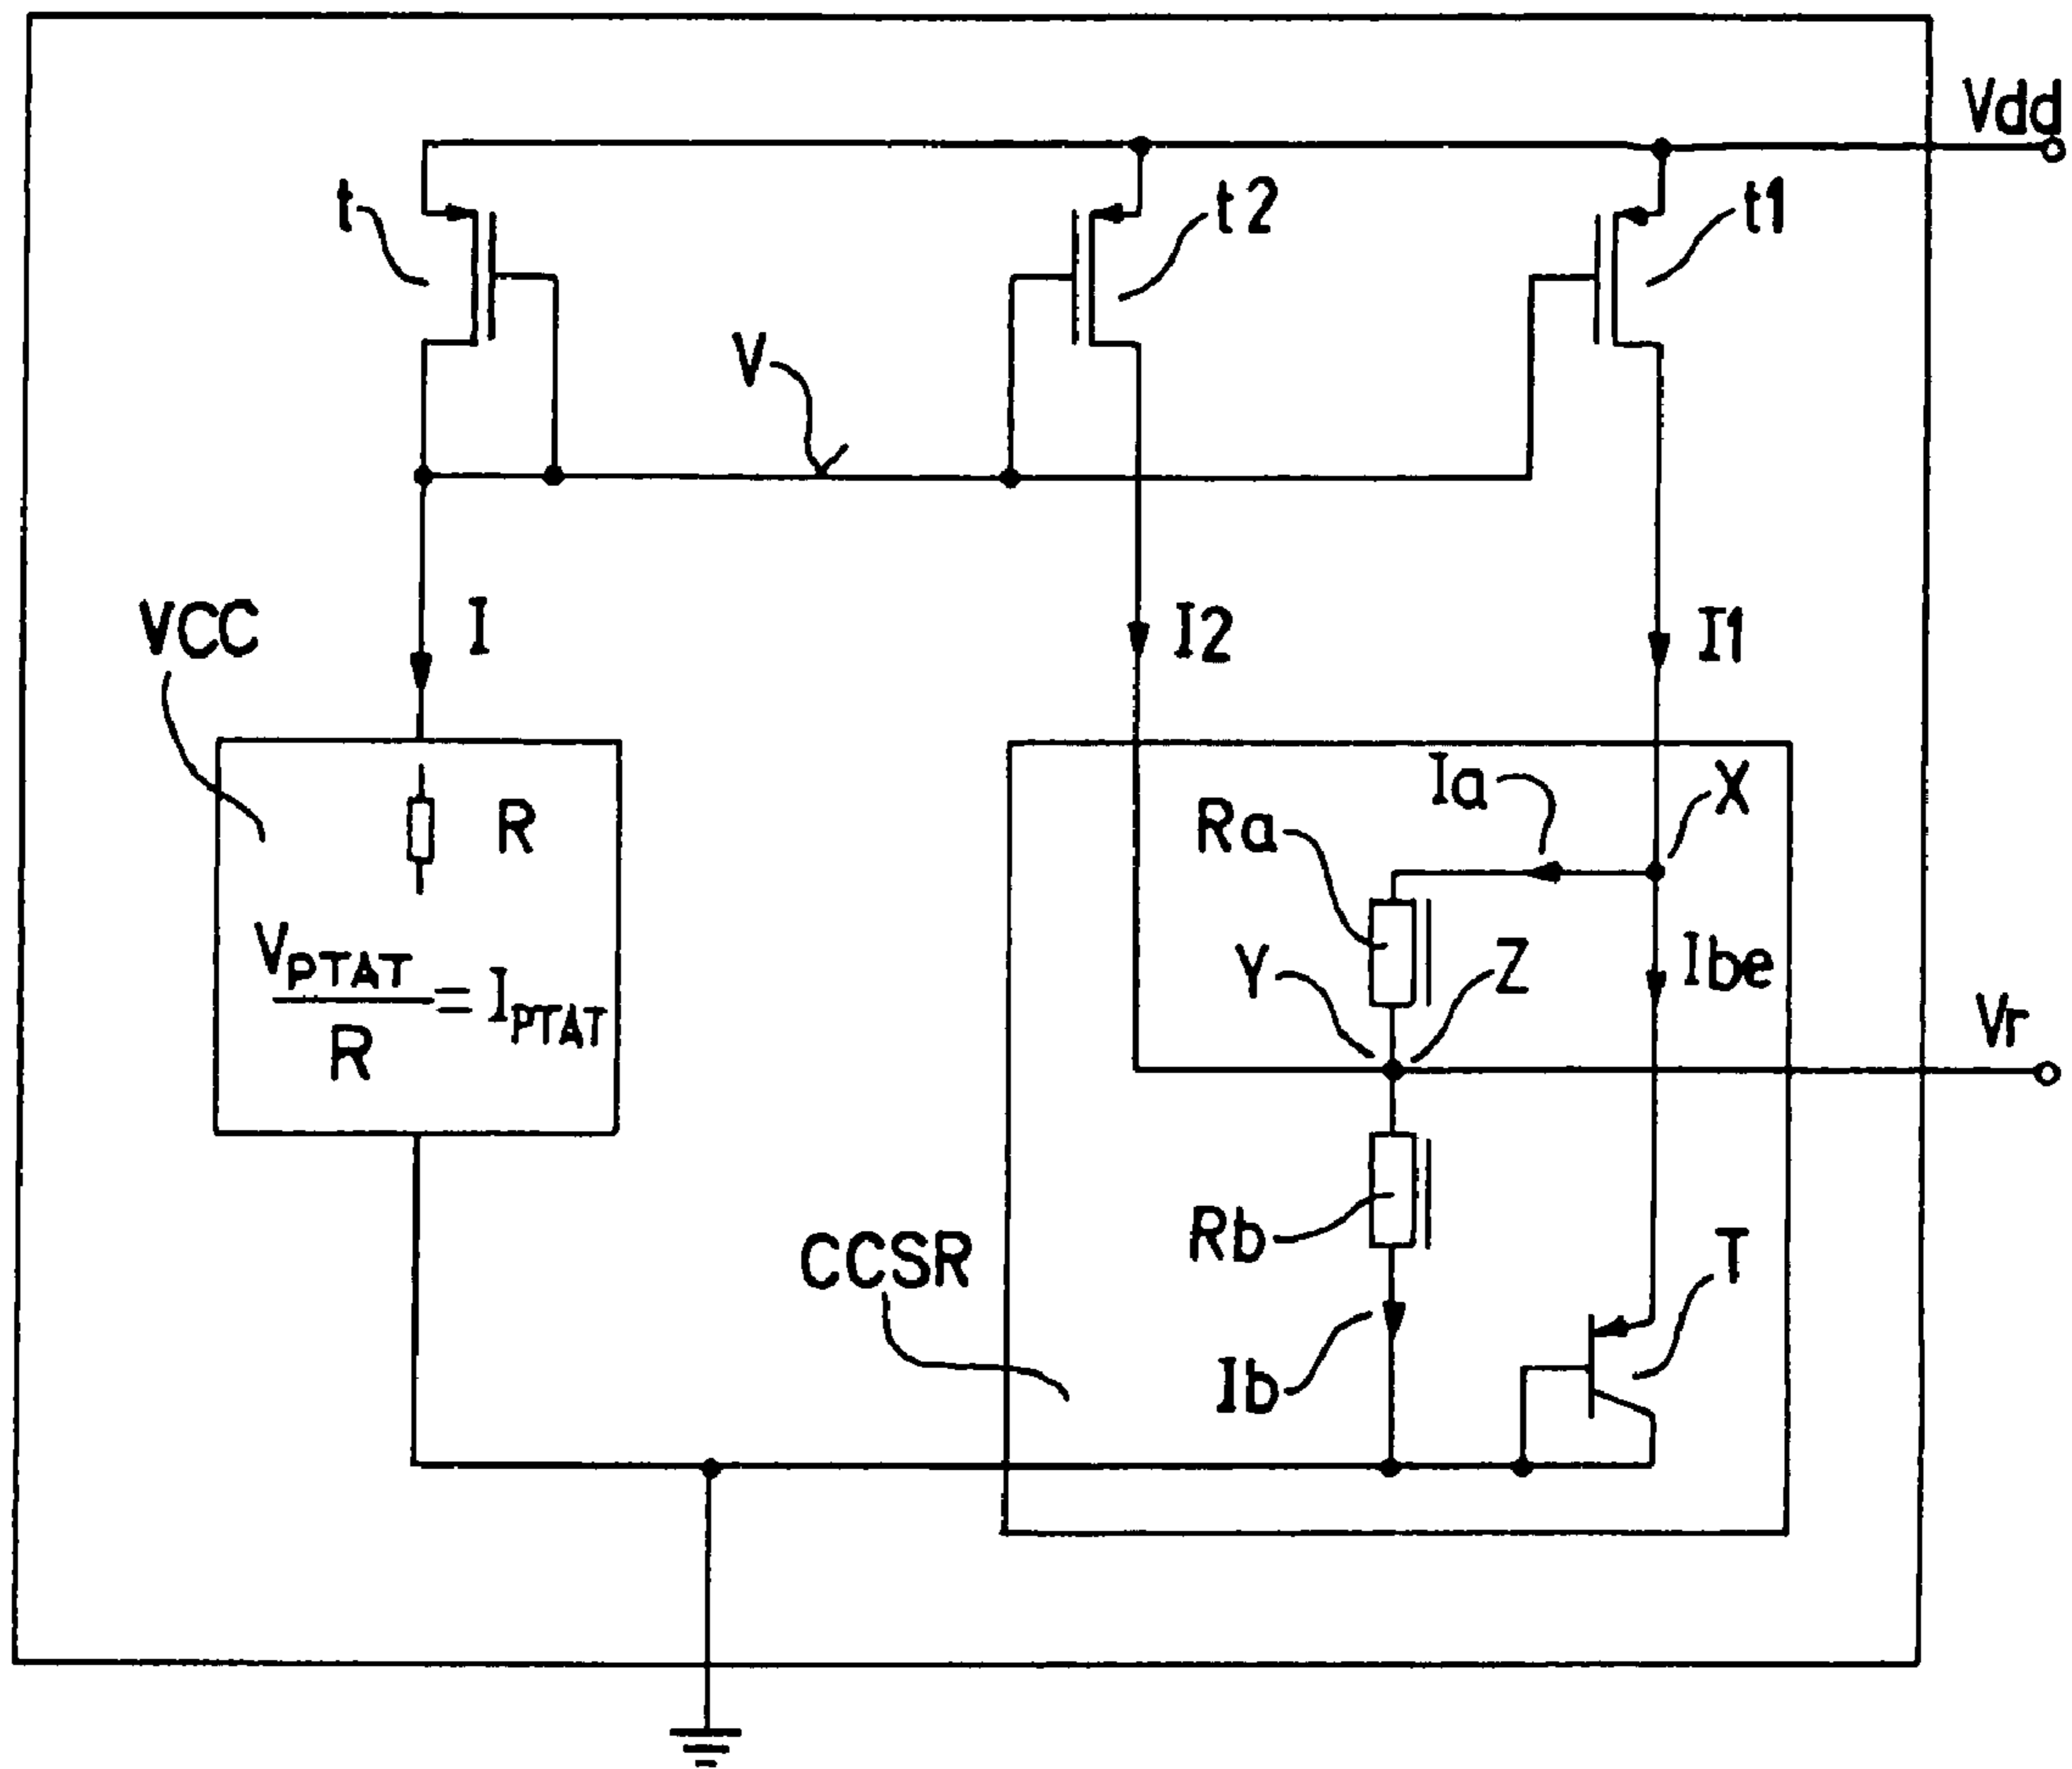 Vdd
t
t2
t1
V
VCC
I
I2
I1
R
Ia
X
Ra
VPTAT
R
= IPTAT
Y
Z
Ibe
Vr
Rb
CCSR
T
Ib